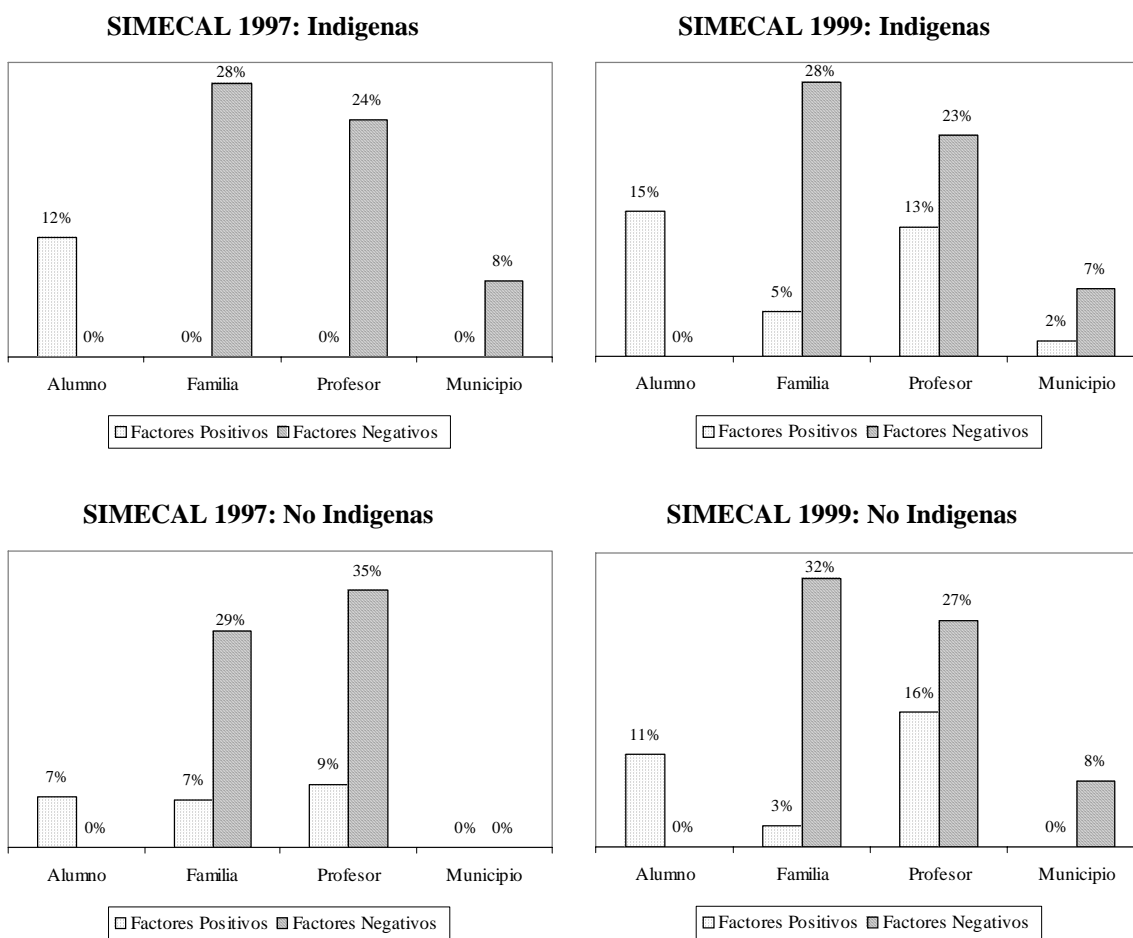 SIMECAL 1997: Indigenas
28%
24%
12%
8%
0%
0%
0%
0%
Alumno Familia Profesor Municipio
Factores Positivos Factores Negativos
SIMECAL 1999: Indigenas
28%
23%
15%
13%
7%
5%
2%
0%
Alumno Familia Profesor Municipio
Factores Positivos Factores Negativos
SIMECAL 1997: No Indigenas
35%
29%
9%
7%
7%
0%
0% 0%
Alumno Familia Profesor Municipio
Factores Positivos Factores Negativos
SIMECAL 1999: No Indigenas
32%
27%
16%
11%
8%
3%
0%
0%
Alumno Familia Profesor Municipio
Factores Positivos Factores Negativos